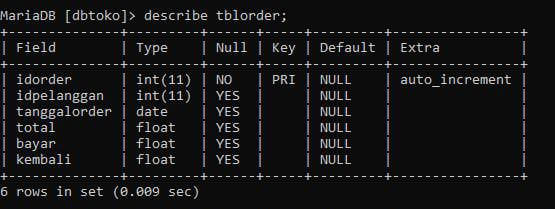 MariaDB [dbtoko]> describe tblorder;
+--------------+---------+------+-----+---------+----------------+
| Field        | Type    | Null | Key | Default | Extra          |
+--------------+---------+------+-----+---------+----------------+
| idorder      | int(11) | NO   | PRI | NULL    | auto_increment |
| idpelanggan  | int(11) | YES  |     | NULL    |                |
| tanggalorder | date    | YES  |     | NULL    |                |
| total        | float   | YES  |     | NULL    |                |
| bayar        | float   | YES  |     | NULL    |                |
| kembali      | float   | YES  |     | NULL    |                |
+--------------+---------+------+-----+---------+----------------+
6 rows in set (0.009 sec)